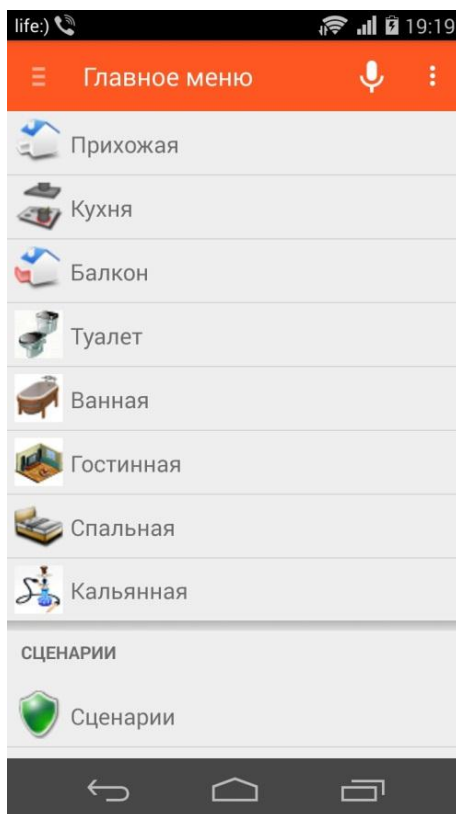 life:) 19:19
Главное меню
Прихожая
Кухня
Балкон
Туалет
Ванная
Гостинная
Спальная
Кальянная
СЦЕНАРИИ
Сценарии